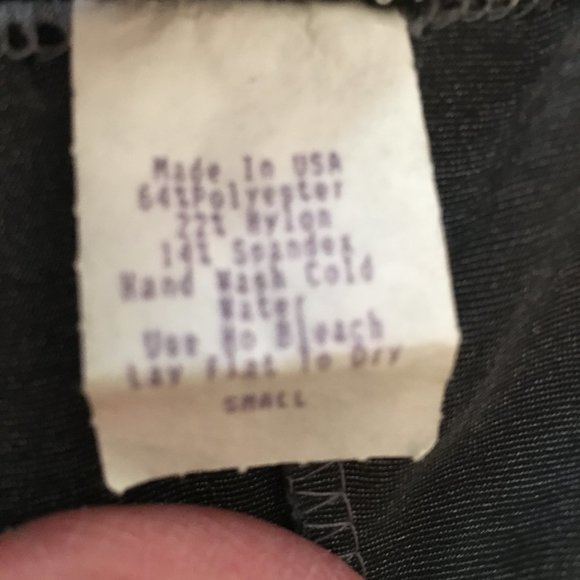 Made In USA
64%Polyester
22% Nylon
14% Spandex
Hand Wash Cold
Water
Use No Bleach
Lay Flat To Dry
SMALL